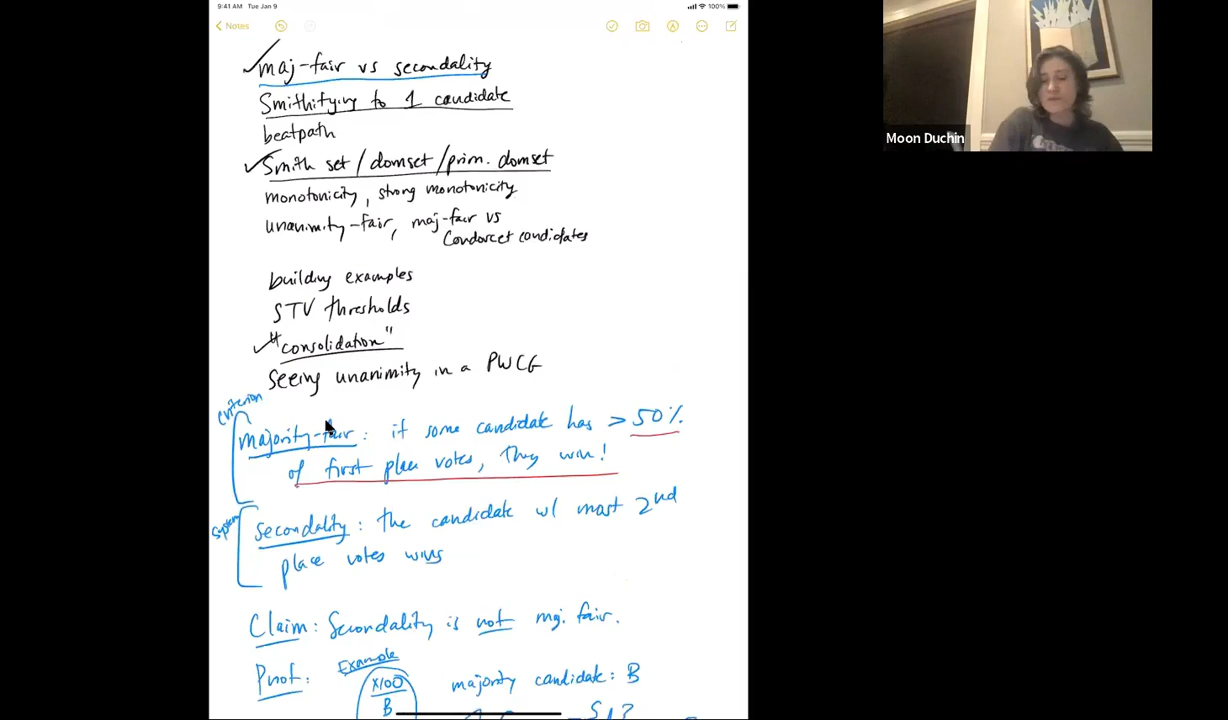 9:41 AM Tue Jan 9
100%
Notes
maj-fair vs secondality
Smithifying to 1 candidate
beatpath
Smith set / domset / prim. domset
monotonicity, strong monotonicity
unanimity-fair, maj-fair vs
Condorcet candidates
building examples
STV thresholds
"consolidation"
Seeing unanimity in a PWCG
criterion
majority-fair: if some candidate has > 50%
of first place votes, they win!
system
secondality: the candidate w/ most 2nd
place votes wins
Claim: Secondality is not maj. fair.
Proof:
Example
x100
B
majority candidate: B
Moon Duchin